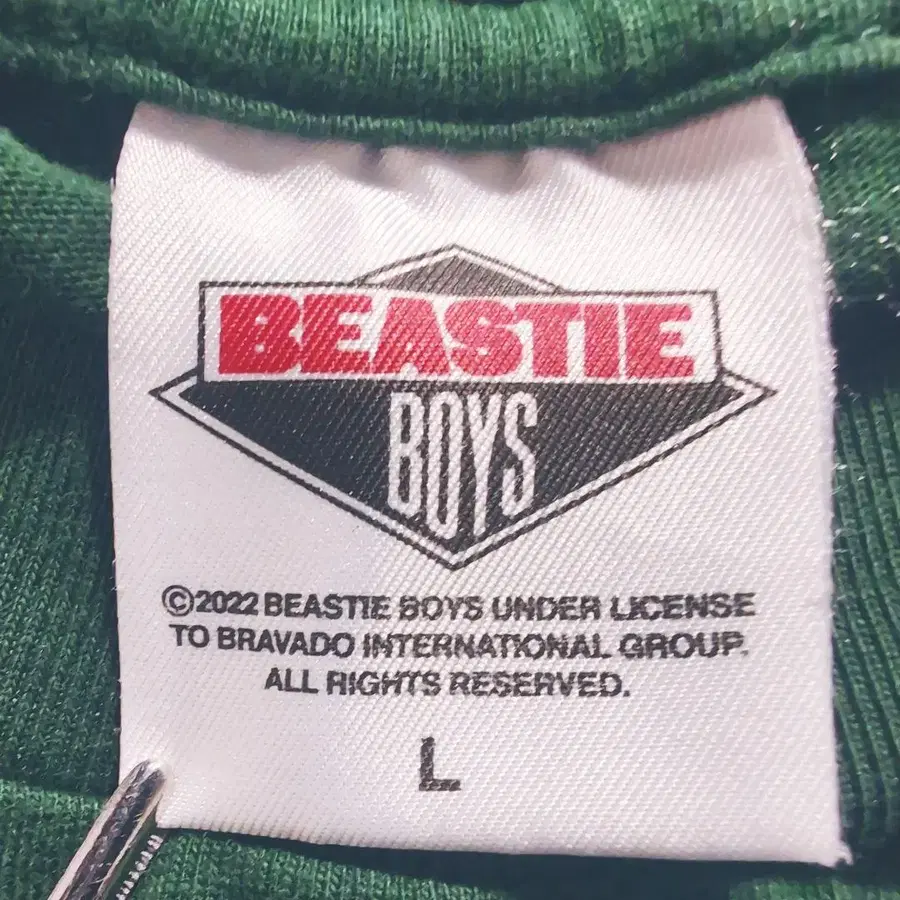 BEASTIE
BOYS
©2022 BEASTIE BOYS UNDER LICENSE
TO BRAVADO INTERNATIONAL GROUP.
ALL RIGHTS RESERVED.
L